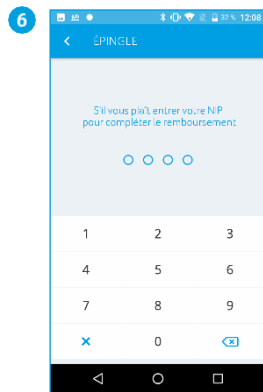 6
32 % 12:08
ÉPINGLE
S'il vous plaît entrer votre NIP
pour compléter le remboursement
1 2 3
4 5 6
7 8 9
0